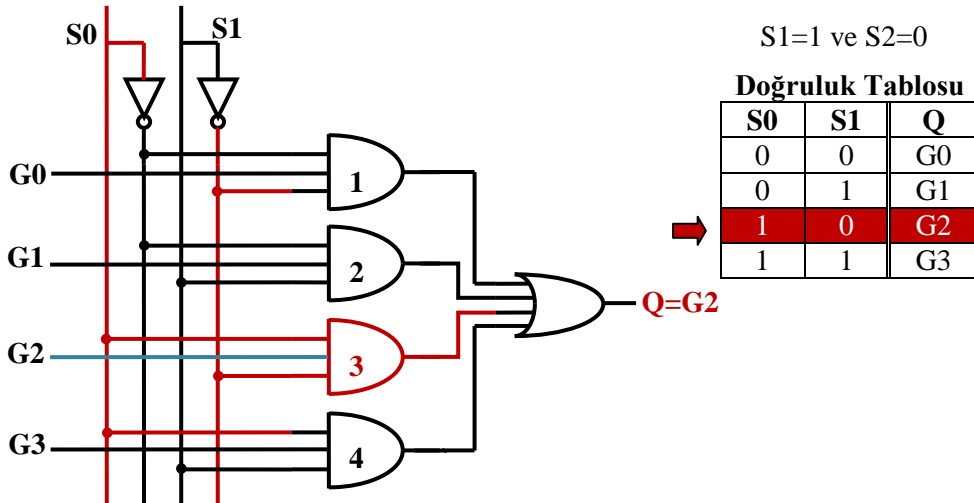 S0
S1
G0
1
G1
2
G2
3
G3
4
Q=G2
S1=1 ve S2=0
Doğruluk Tablosu
S0 S1 Q
0 0 G0
0 1 G1
1 0 G2
1 1 G3